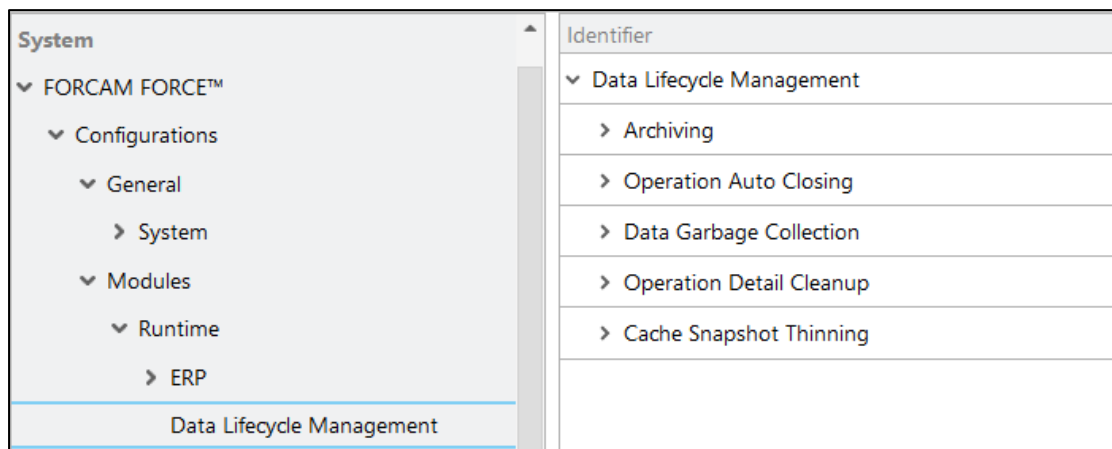 System
FORCAM FORCE™
Configurations
General
System
Modules
Runtime
ERP
Data Lifecycle Management
Identifier
Data Lifecycle Management
Archiving
Operation Auto Closing
Data Garbage Collection
Operation Detail Cleanup
Cache Snapshot Thinning